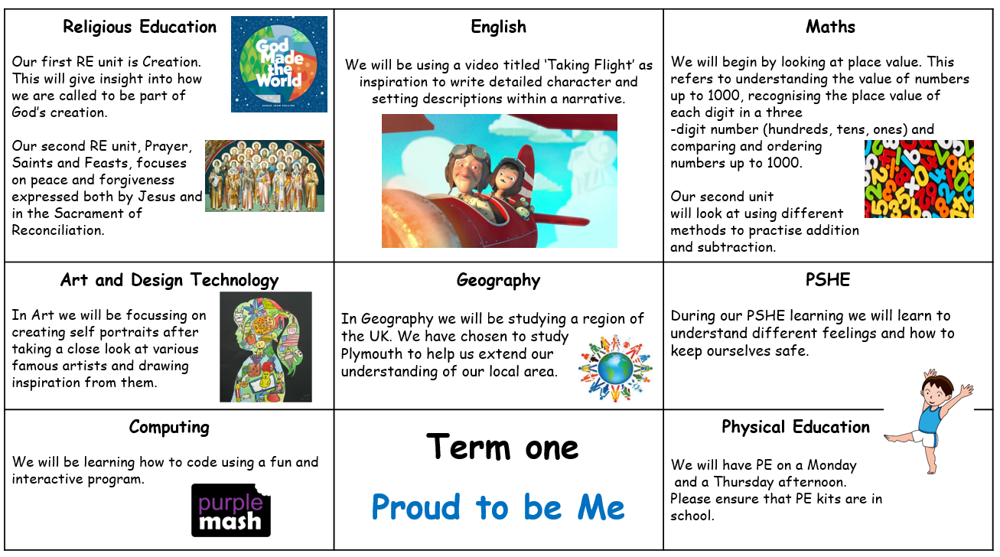 Religious Education
Our first RE unit is Creation.
This will give insight into how
we are called to be part of
God's creation.
Our second RE unit, Prayer,
Saints and Feasts, focuses
on peace and forgiveness
expressed both by Jesus and
in the Sacrament of
Reconciliation.
God
Made
the
World
SARAH JEAN COLLINS
English
We will be using a video titled 'Taking Flight' as
inspiration to write detailed character and
setting descriptions within a narrative.
Maths
We will begin by looking at place value. This
refers to understanding the value of numbers
up to 1000, recognising the place value of
each digit in a three
-digit number (hundreds, tens, ones) and
comparing and ordering
numbers up to 1000.
Our second unit
will look at using different
methods to practise addition
and subtraction.
Art and Design Technology
In Art we will be focussing on
creating self portraits after
taking a close look at various
famous artists and drawing
inspiration from them.
Geography
In Geography we will be studying a region of
the UK. We have chosen to study
Plymouth to help us extend our
understanding of our local area.
PSHE
During our PSHE learning we will learn to
understand different feelings and how to
keep ourselves safe.
Computing
We will be learning how to code using a fun and
interactive program.
purple
mash
Term one
Proud to be Me
Physical Education
We will have PE on a Monday
and a Thursday afternoon.
Please ensure that PE kits are in
school.